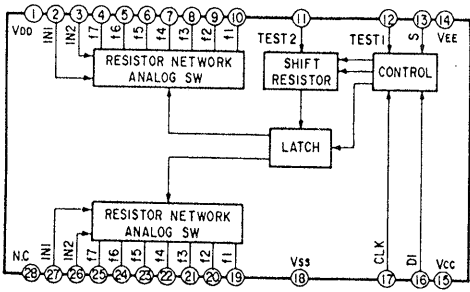 1 2 3 4 5 6 7 8 9 10 11 12 13 14
VDD IN1 IN2 f7 f6 f5 f4 f3 f2 f1 TEST2 TEST1 S VEE
RESISTOR NETWORK
ANALOG SW
SHIFT
RESISTOR
CONTROL
LATCH
RESISTOR NETWORK
ANALOG SW
N.C IN1 IN2 f7 f6 f5 f4 f3 f2 f1 VSS CLK DI VCC
28 27 26 25 24 23 22 21 20 19 18 17 16 15